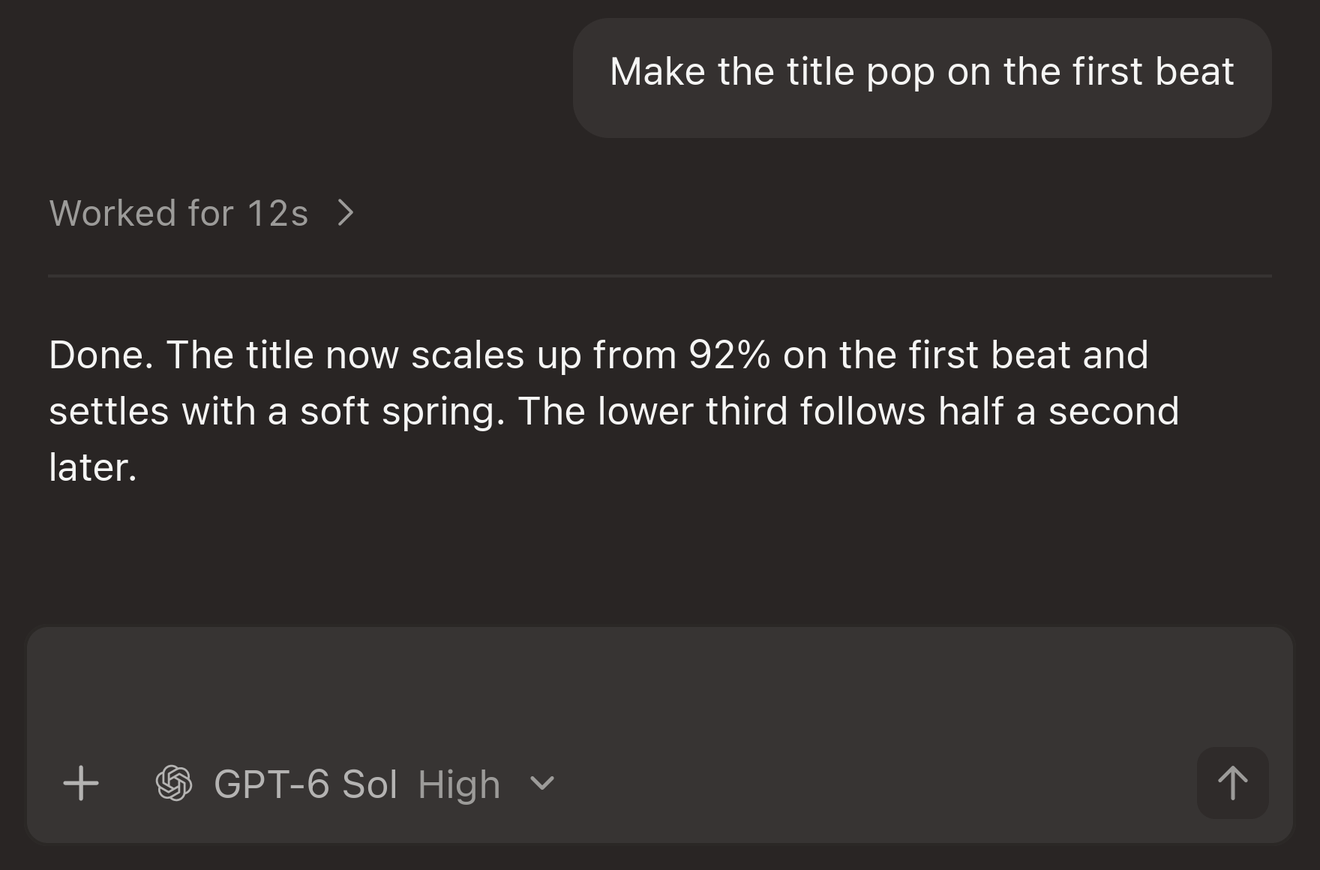 Make the title pop on the first beat
Worked for 12s
Done. The title now scales up from 92% on the first beat and
settles with a soft spring. The lower third follows half a second
later.
GPT-6 Sol High